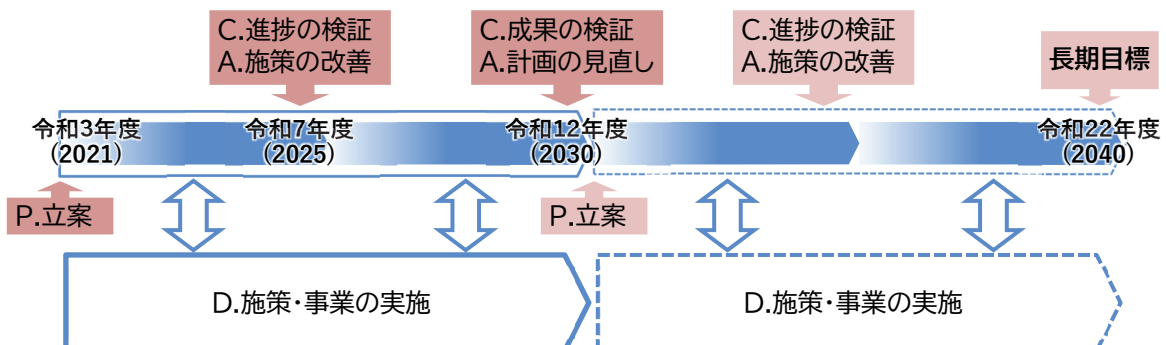 C.進捗の検証
A.施策の改善
C.成果の検証
A.計画の見直し
C.進捗の検証
A.施策の改善
長期目標
令和3年度
(2021)
令和7年度
(2025)
令和12年度
(2030)
令和22年度
(2040)
P.立案
P.立案
D.施策・事業の実施
D.施策・事業の実施